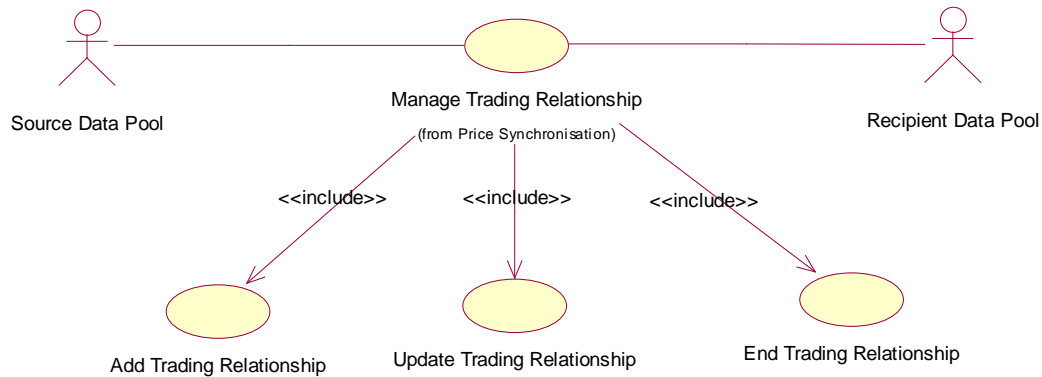 Manage Trading Relationship
Source Data Pool
Recipient Data Pool
(from Price Synchronisation)
<<include>>
<<include>>
<<include>>
Add Trading Relationship
Update Trading Relationship
End Trading Relationship